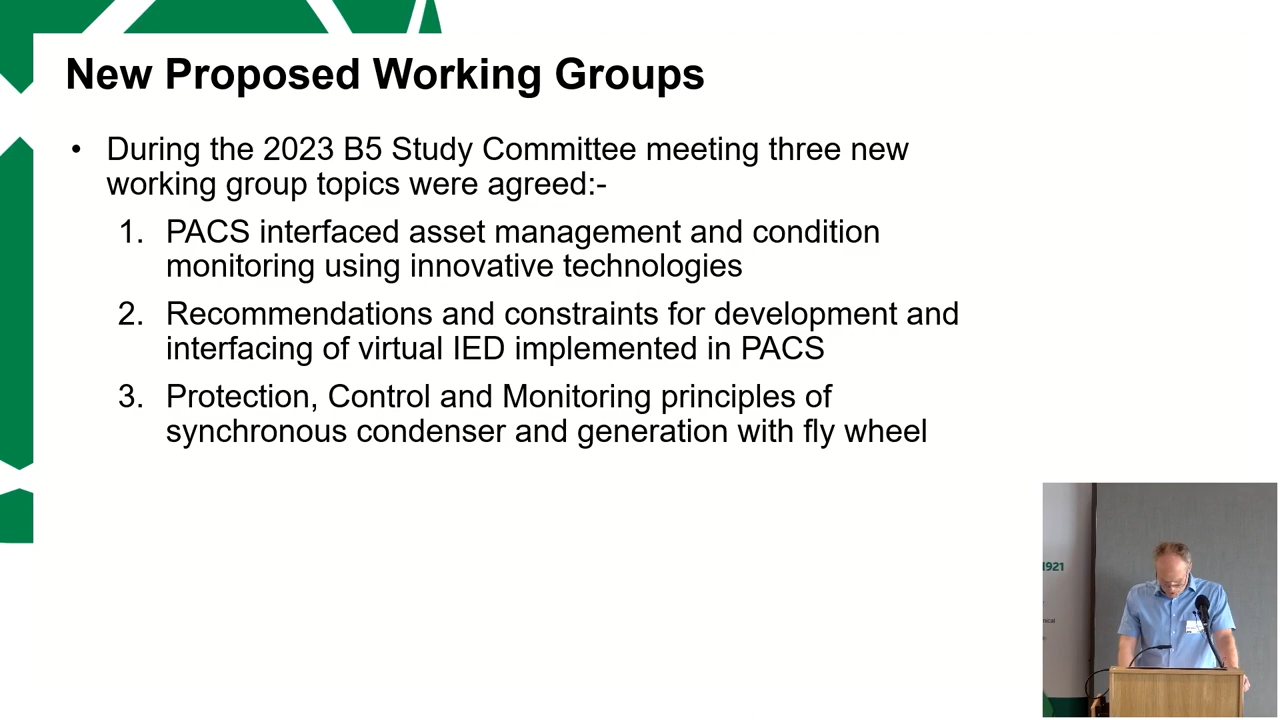 New Proposed Working Groups
• During the 2023 B5 Study Committee meeting three new
working group topics were agreed:-
1. PACS interfaced asset management and condition
monitoring using innovative technologies
2. Recommendations and constraints for development and
interfacing of virtual IED implemented in PACS
3. Protection, Control and Monitoring principles of
synchronous condenser and generation with fly wheel
1921